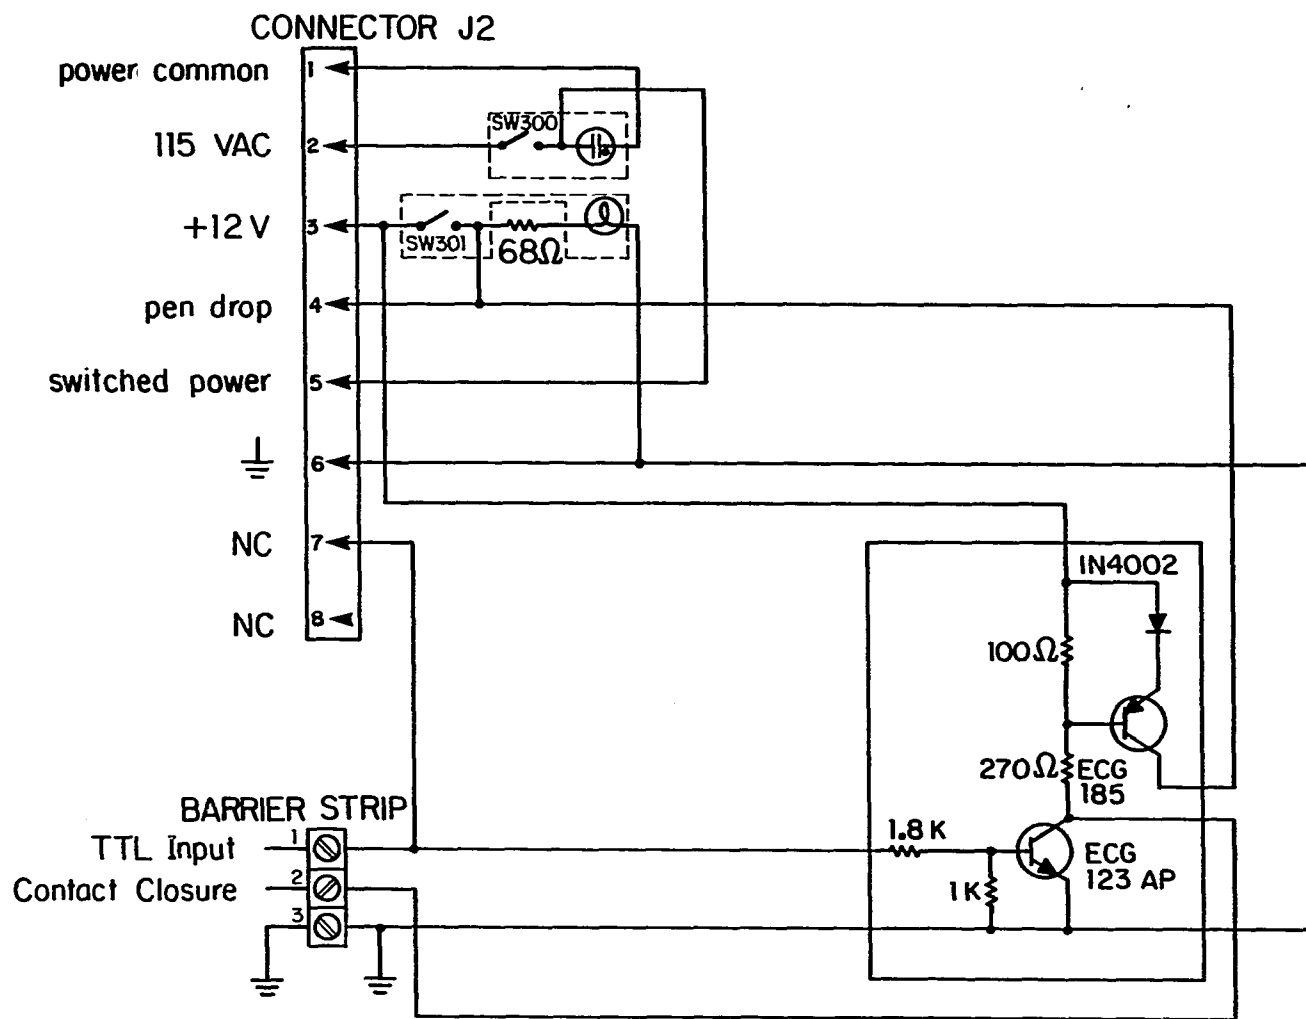 CONNECTOR J2
power common 1
115 VAC 2
SW300
+12 V 3
SW301
68Ω
pen drop 4
switched power 5
6
NC 7
NC 8
IN4002
100Ω
270Ω
ECG
185
BARRIER STRIP
TTL Input 1
Contact Closure 2
3
1.8 K
1 K
ECG
123 AP